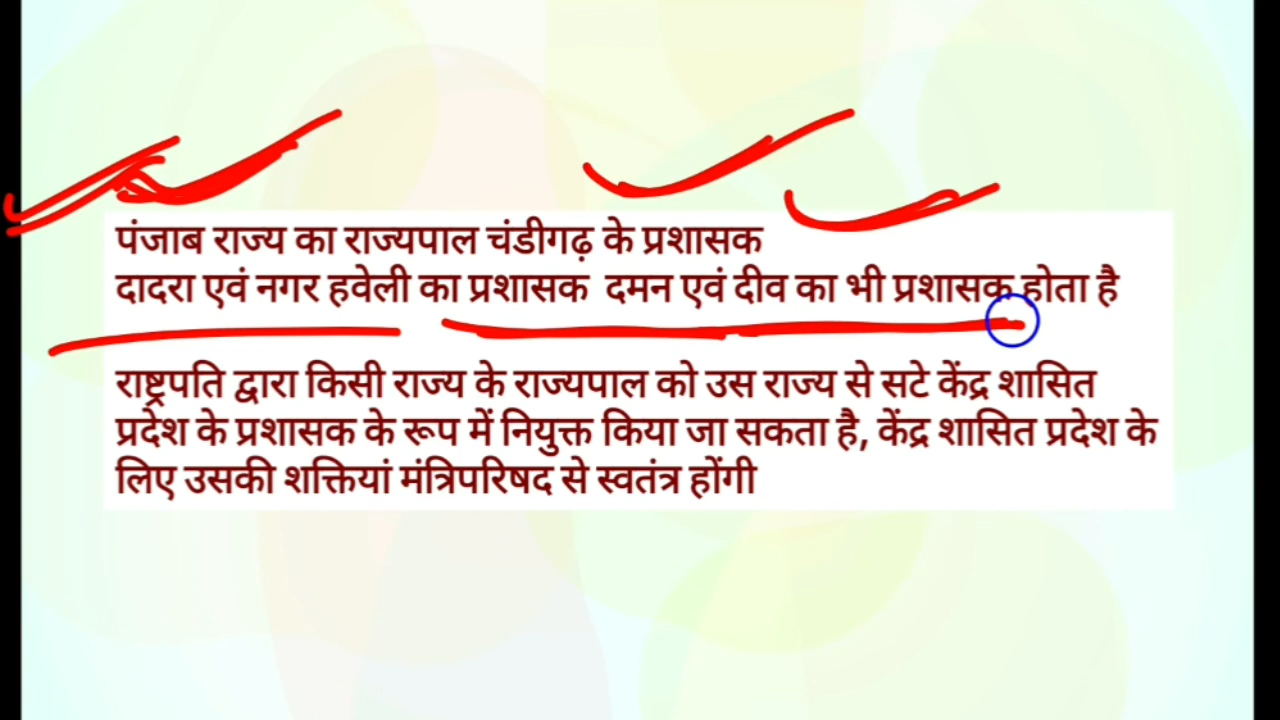 पंजाब राज्य का राज्यपाल चंडीगढ़ के प्रशासक
दादरा एवं नगर हवेली का प्रशासक दमन एवं दीव का भी प्रशासक होता है
राष्ट्रपति द्वारा किसी राज्य के राज्यपाल को उस राज्य से सटे केंद्र शासित
प्रदेश के प्रशासक के रूप में नियुक्त किया जा सकता है, केंद्र शासित प्रदेश के
लिए उसकी शक्तियां मंत्रिपरिषद से स्वतंत्र होंगी